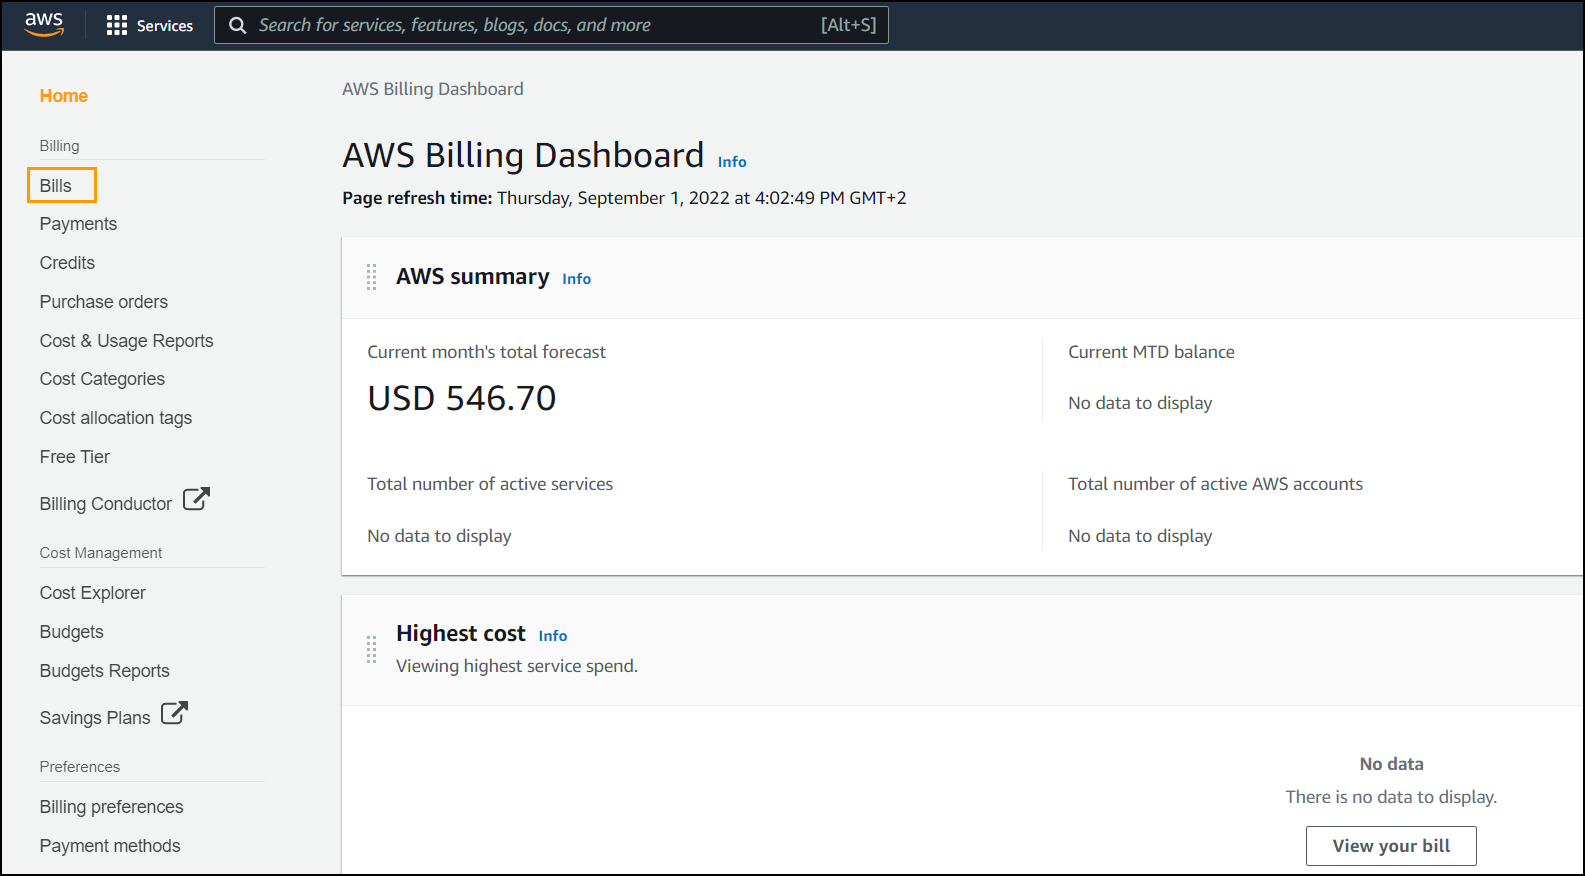 aws
Services
Search for services, features, blogs, docs, and more [Alt+S]
Home
Billing
Bills
Payments
Credits
Purchase orders
Cost & Usage Reports
Cost Categories
Cost allocation tags
Free Tier
Billing Conductor
Cost Management
Cost Explorer
Budgets
Budgets Reports
Savings Plans
Preferences
Billing preferences
Payment methods
AWS Billing Dashboard
AWS Billing Dashboard Info
Page refresh time: Thursday, September 1, 2022 at 4:02:49 PM GMT+2
AWS summary Info
Current month's total forecast
USD 546.70
Current MTD balance
No data to display
Total number of active services
No data to display
Total number of active AWS accounts
No data to display
Highest cost Info
Viewing highest service spend.
No data
There is no data to display.
View your bill